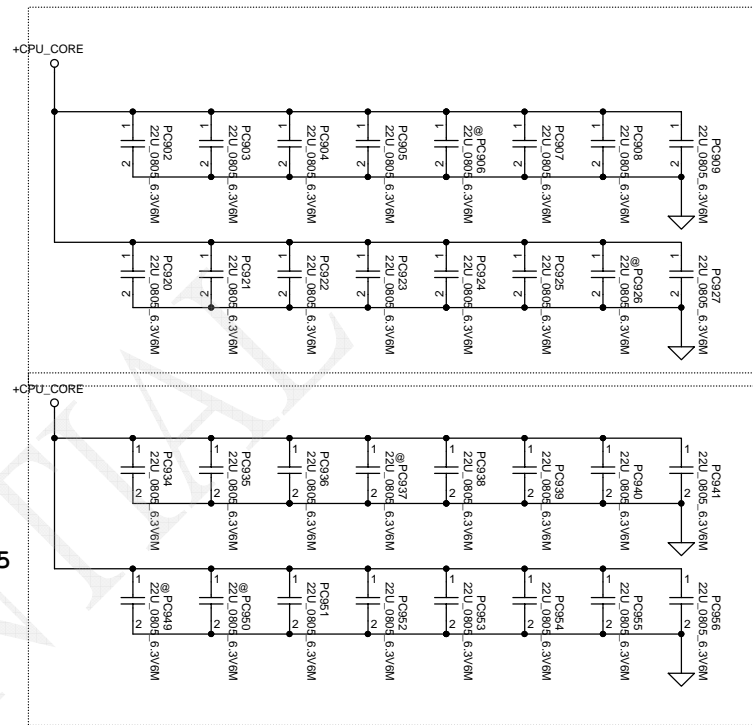 +CPU_CORE
1
2
PC902
22U_0805_6.3V6M
1
2
PC903
22U_0805_6.3V6M
1
2
PC904
22U_0805_6.3V6M
1
2
PC905
22U_0805_6.3V6M
1
2
@PC906
22U_0805_6.3V6M
1
2
PC907
22U_0805_6.3V6M
1
2
PC908
22U_0805_6.3V6M
1
2
PC909
22U_0805_6.3V6M
1
2
PC920
22U_0805_6.3V6M
1
2
PC921
22U_0805_6.3V6M
1
2
PC922
22U_0805_6.3V6M
1
2
PC923
22U_0805_6.3V6M
1
2
PC924
22U_0805_6.3V6M
1
2
PC925
22U_0805_6.3V6M
1
2
@PC926
22U_0805_6.3V6M
1
2
PC927
22U_0805_6.3V6M
+CPU_CORE
1
2
PC934
22U_0805_6.3V6M
1
2
PC935
22U_0805_6.3V6M
1
2
PC936
22U_0805_6.3V6M
1
2
@PC937
22U_0805_6.3V6M
1
2
PC938
22U_0805_6.3V6M
1
2
PC939
22U_0805_6.3V6M
1
2
PC940
22U_0805_6.3V6M
1
2
PC941
22U_0805_6.3V6M
5
1
2
@PC949
22U_0805_6.3V6M
1
2
@PC950
22U_0805_6.3V6M
1
2
PC951
22U_0805_6.3V6M
1
2
PC952
22U_0805_6.3V6M
1
2
PC953
22U_0805_6.3V6M
1
2
PC954
22U_0805_6.3V6M
1
2
PC955
22U_0805_6.3V6M
1
2
PC956
22U_0805_6.3V6M
NTIAL